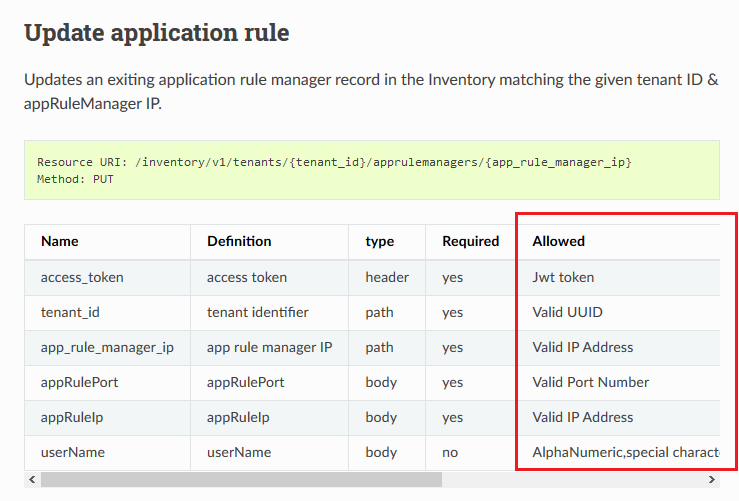 Update application rule
Updates an exiting application rule manager record in the Inventory matching the given tenant ID &
appRuleManager IP.
Resource URI: /inventory/v1/tenants/{tenant_id}/apprulemanagers/{app_rule_manager_ip}
Method: PUT
Name Definition type Required Allowed
access_token access token header yes Jwt token
tenant_id tenant identifier path yes Valid UUID
app_rule_manager_ip app rule manager IP path yes Valid IP Address
appRulePort appRulePort body yes Valid Port Number
appRuleIp appRuleIp body yes Valid IP Address
userName userName body no AlphaNumeric,special characte